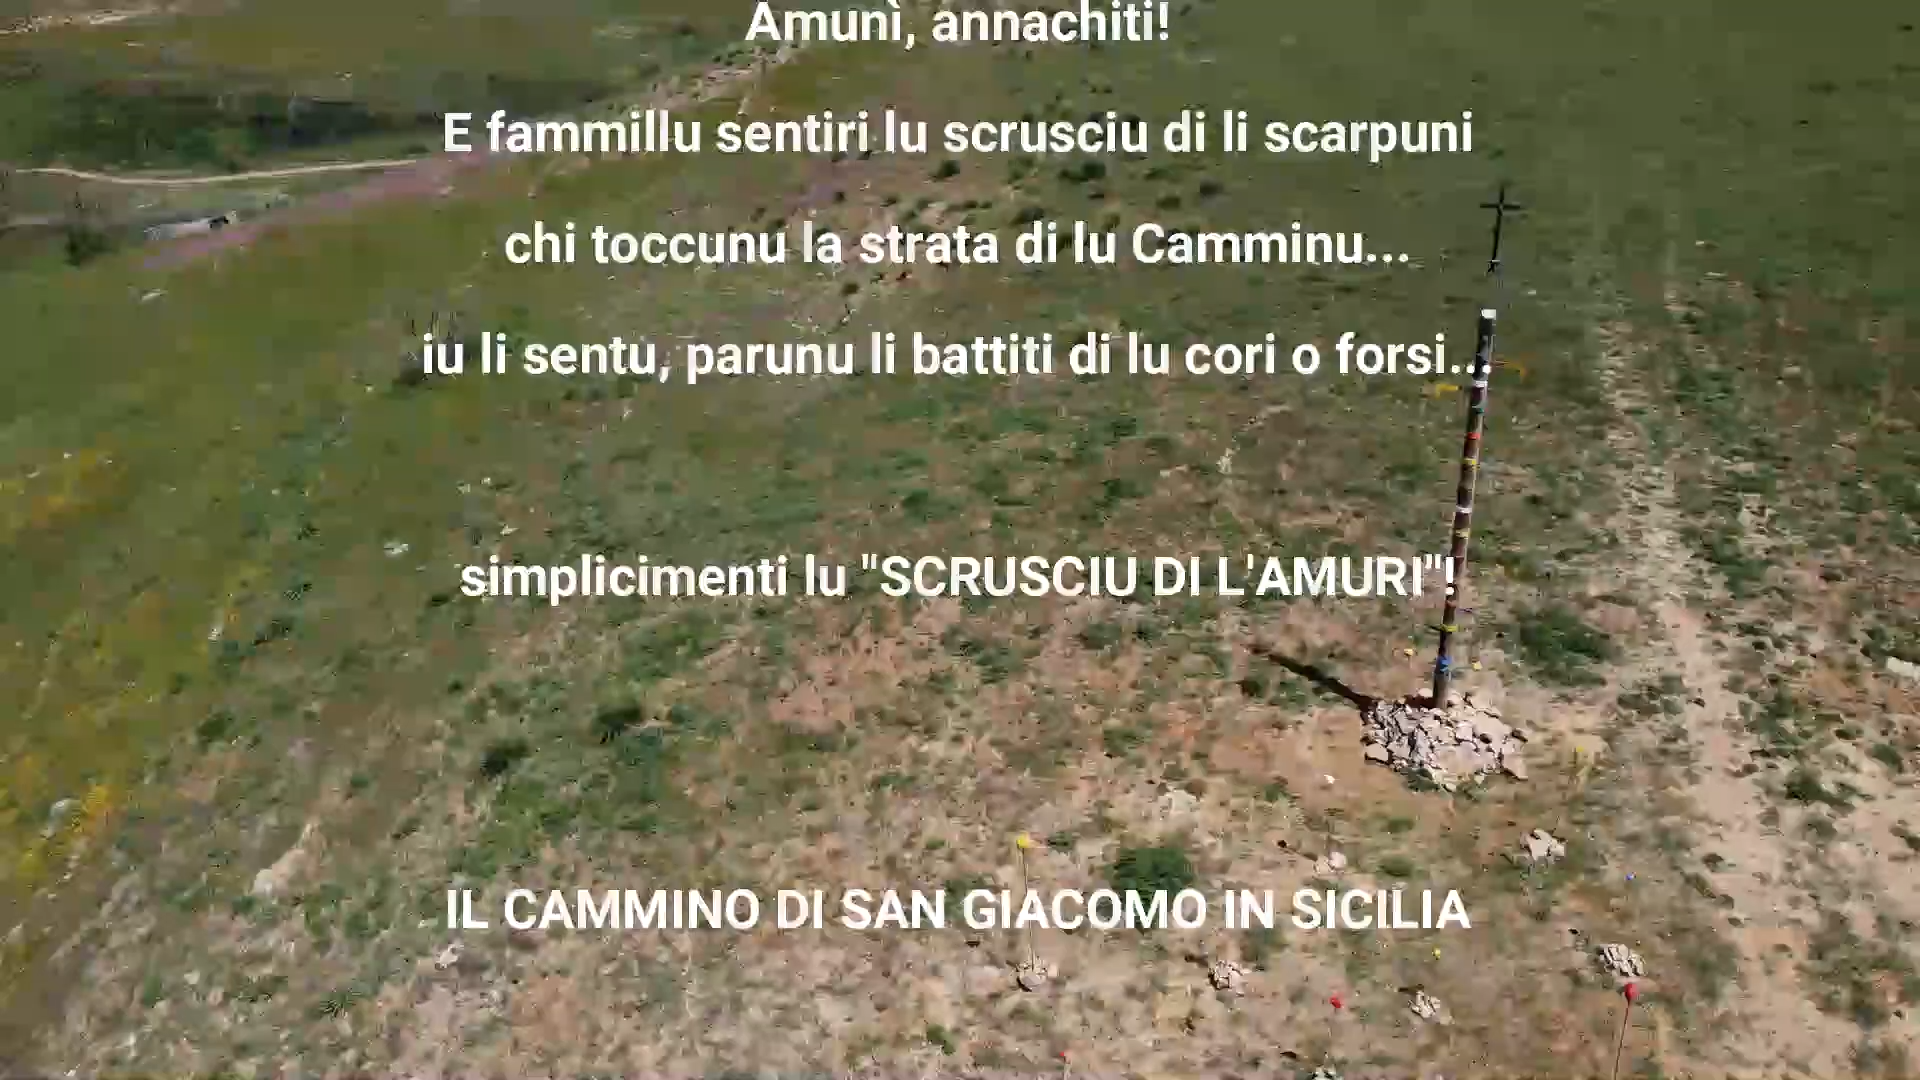 Amunì, annachiti!
E fammillu sentiri lu scrusciu di li scarpuni
chi toccunu la strata di lu Camminu...
iu li sentu, parunu li battiti di lu cori o forsi...
simplicimenti lu "SCRUSCIU DI L'AMURI"!
IL CAMMINO DI SAN GIACOMO IN SICILIA